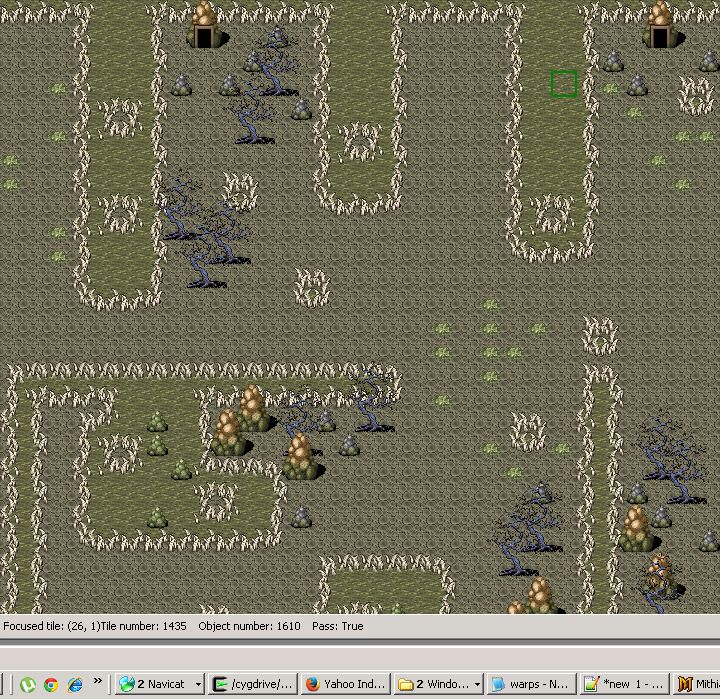 Focused tile: (26, 1)Tile number: 1435 Object number: 1610 Pass: True
» 2 Navicat /cygdrive/... Yahoo Ind... 2 Windo... warps - N... *new 1 - ... Mithi